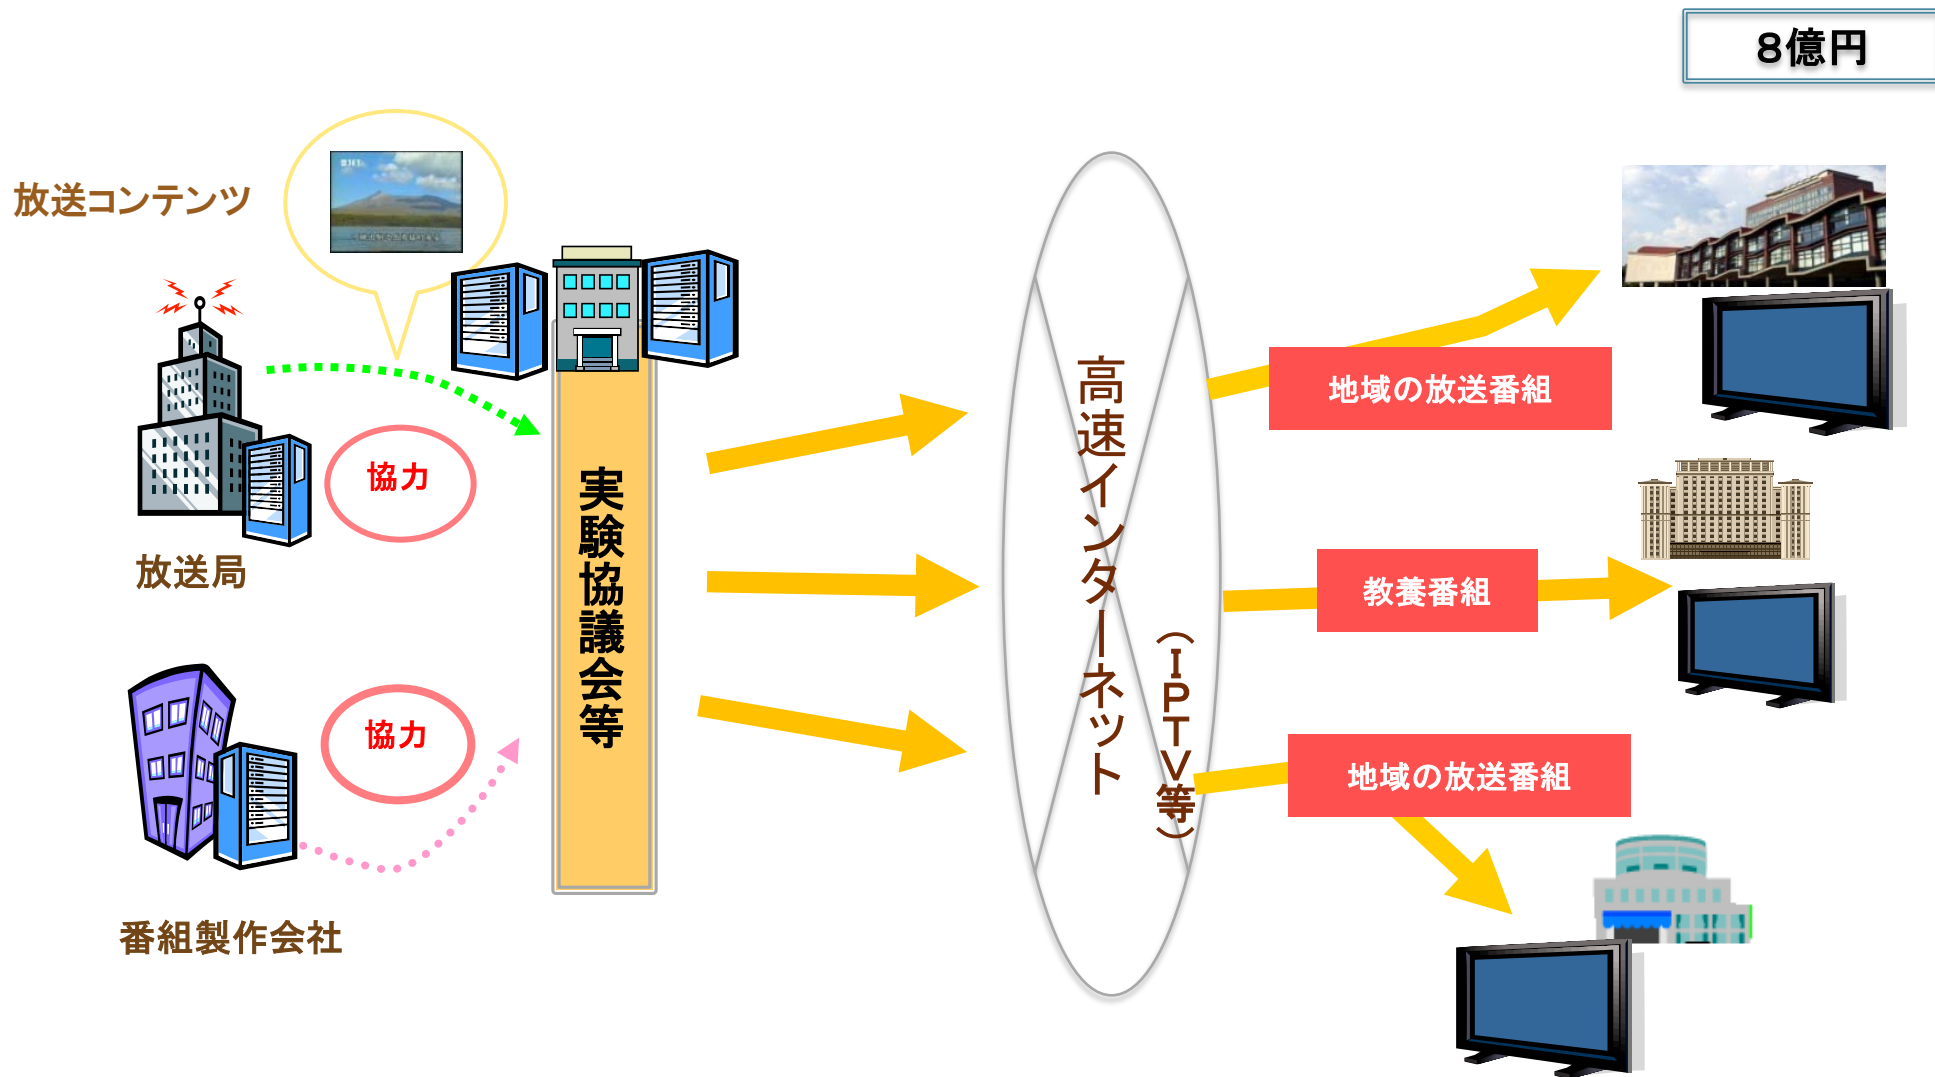 ８億円
放送コンテンツ
協力
放送局
協力
番組製作会社
実験協議会等
高速インターネット
（ＩＰＴＶ等）
地域の放送番組
教養番組
地域の放送番組